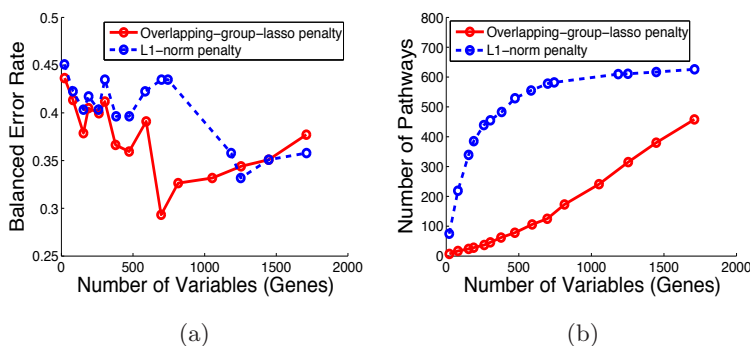 0.5
0.45
0.4
0.35
0.3
0.25
Balanced Error Rate
Overlapping−group−lasso penalty
L1−norm penalty
0
500
1000
1500
2000
Number of Variables (Genes)
(a)
800
700
600
500
400
300
200
100
0
Number of Pathways
Overlapping−group−lasso penalty
L1−norm penalty
0
500
1000
1500
2000
Number of Variables (Genes)
(b)